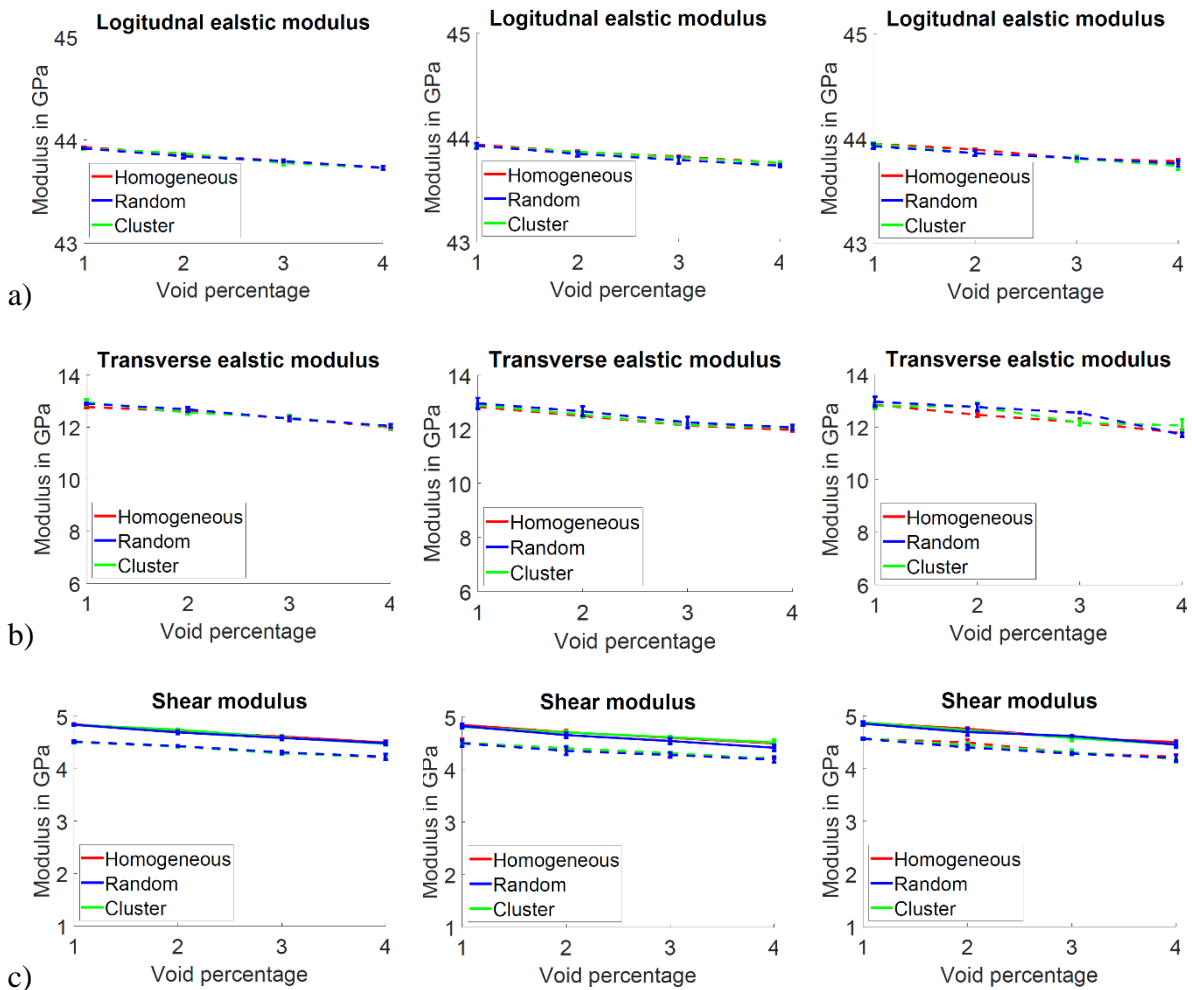 Logitudnal ealstic modulus
45
44
43
Modulus in GPa
Homogeneous
Random
Cluster
1 2 3 4
Void percentage
Logitudnal ealstic modulus
45
44
43
Modulus in GPa
Homogeneous
Random
Cluster
1 2 3 4
Void percentage
Logitudnal ealstic modulus
45
44
43
Modulus in GPa
Homogeneous
Random
Cluster
1 2 3 4
Void percentage
a)
Transverse ealstic modulus
14
12
10
8
6
Modulus in GPa
Homogeneous
Random
Cluster
1 2 3 4
Void percentage
Transverse ealstic modulus
14
12
10
8
6
Modulus in GPa
Homogeneous
Random
Cluster
1 2 3 4
Void percentage
Transverse ealstic modulus
14
12
10
8
6
Modulus in GPa
Homogeneous
Random
Cluster
1 2 3 4
Void percentage
b)
Shear modulus
5
4
3
2
1
Modulus in GPa
Homogeneous
Random
Cluster
1 2 3 4
Void percentage
Shear modulus
5
4
3
2
1
Modulus in GPa
Homogeneous
Random
Cluster
1 2 3 4
Void percentage
Shear modulus
5
4
3
2
1
Modulus in GPa
Homogeneous
Random
Cluster
1 2 3 4
Void percentage
c)